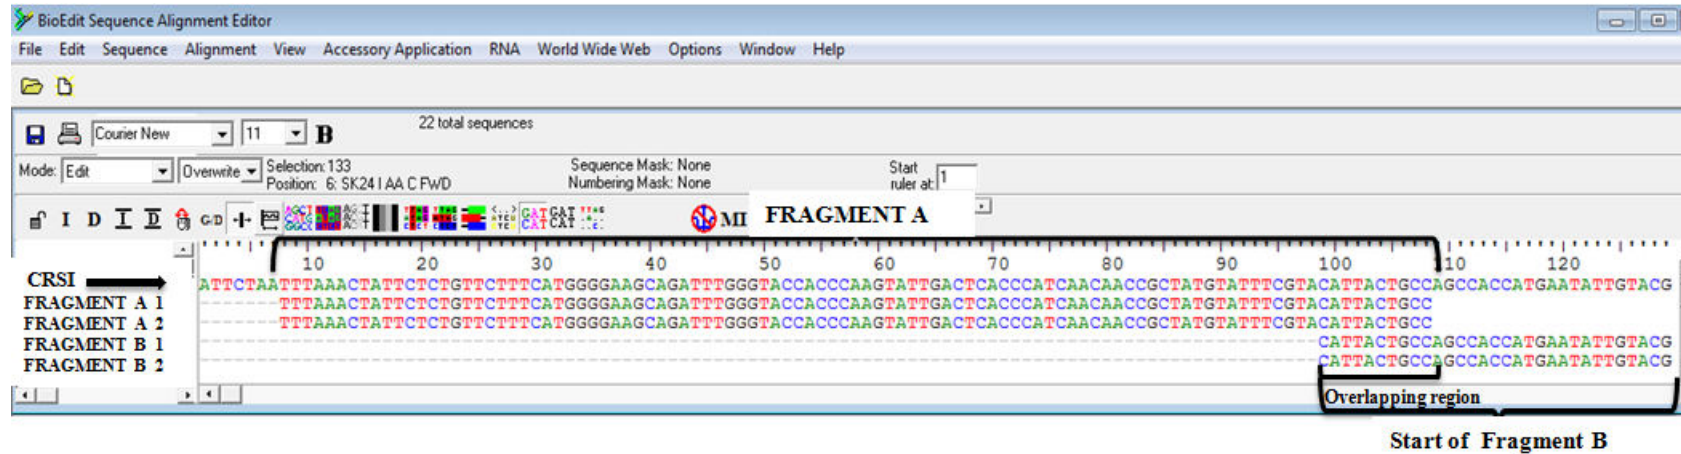 BioEdit Sequence Alignment Editor
File Edit Sequence Alignment View Accessory Application RNA World Wide Web Options Window Help
Courier New 11 B 22 total sequences
Mode: Edit Overwrite Selection: 133 Sequence Mask: None Start
Position: 6: SK24 I AA C FWD Numbering Mask: None ruler at: 1
I D I D G/D MI FRAGMENT A
10 20 30 40 50 60 70 80 90 100 110 120
CRSI ATTCTAATTTAAACTATTCTCTGTTCTTTCATGGGGAAGCAGATTTGGGTACCACCCAAGTATTGACTCACCCATCAACAACCGCTATGTATTTCGTACATTACTGCCAGCCACCATGAATATTGTACG
FRAGMENT A 1 -------TTTAAACTATTCTCTGTTCTTTCATGGGGAAGCAGATTTGGGTACCACCCAAGTATTGACTCACCCATCAACAACCGCTATGTATTTCGTACATTACTGCC
FRAGMENT A 2 -------TTTAAACTATTCTCTGTTCTTTCATGGGGAAGCAGATTTGGGTACCACCCAAGTATTGACTCACCCATCAACAACCGCTATGTATTTCGTACATTACTGCC
FRAGMENT B 1 CATTACTGCCAGCCACCATGAATATTGTACG
FRAGMENT B 2 CATTACTGCCAGCCACCATGAATATTGTACG
Overlapping region
Start of Fragment B